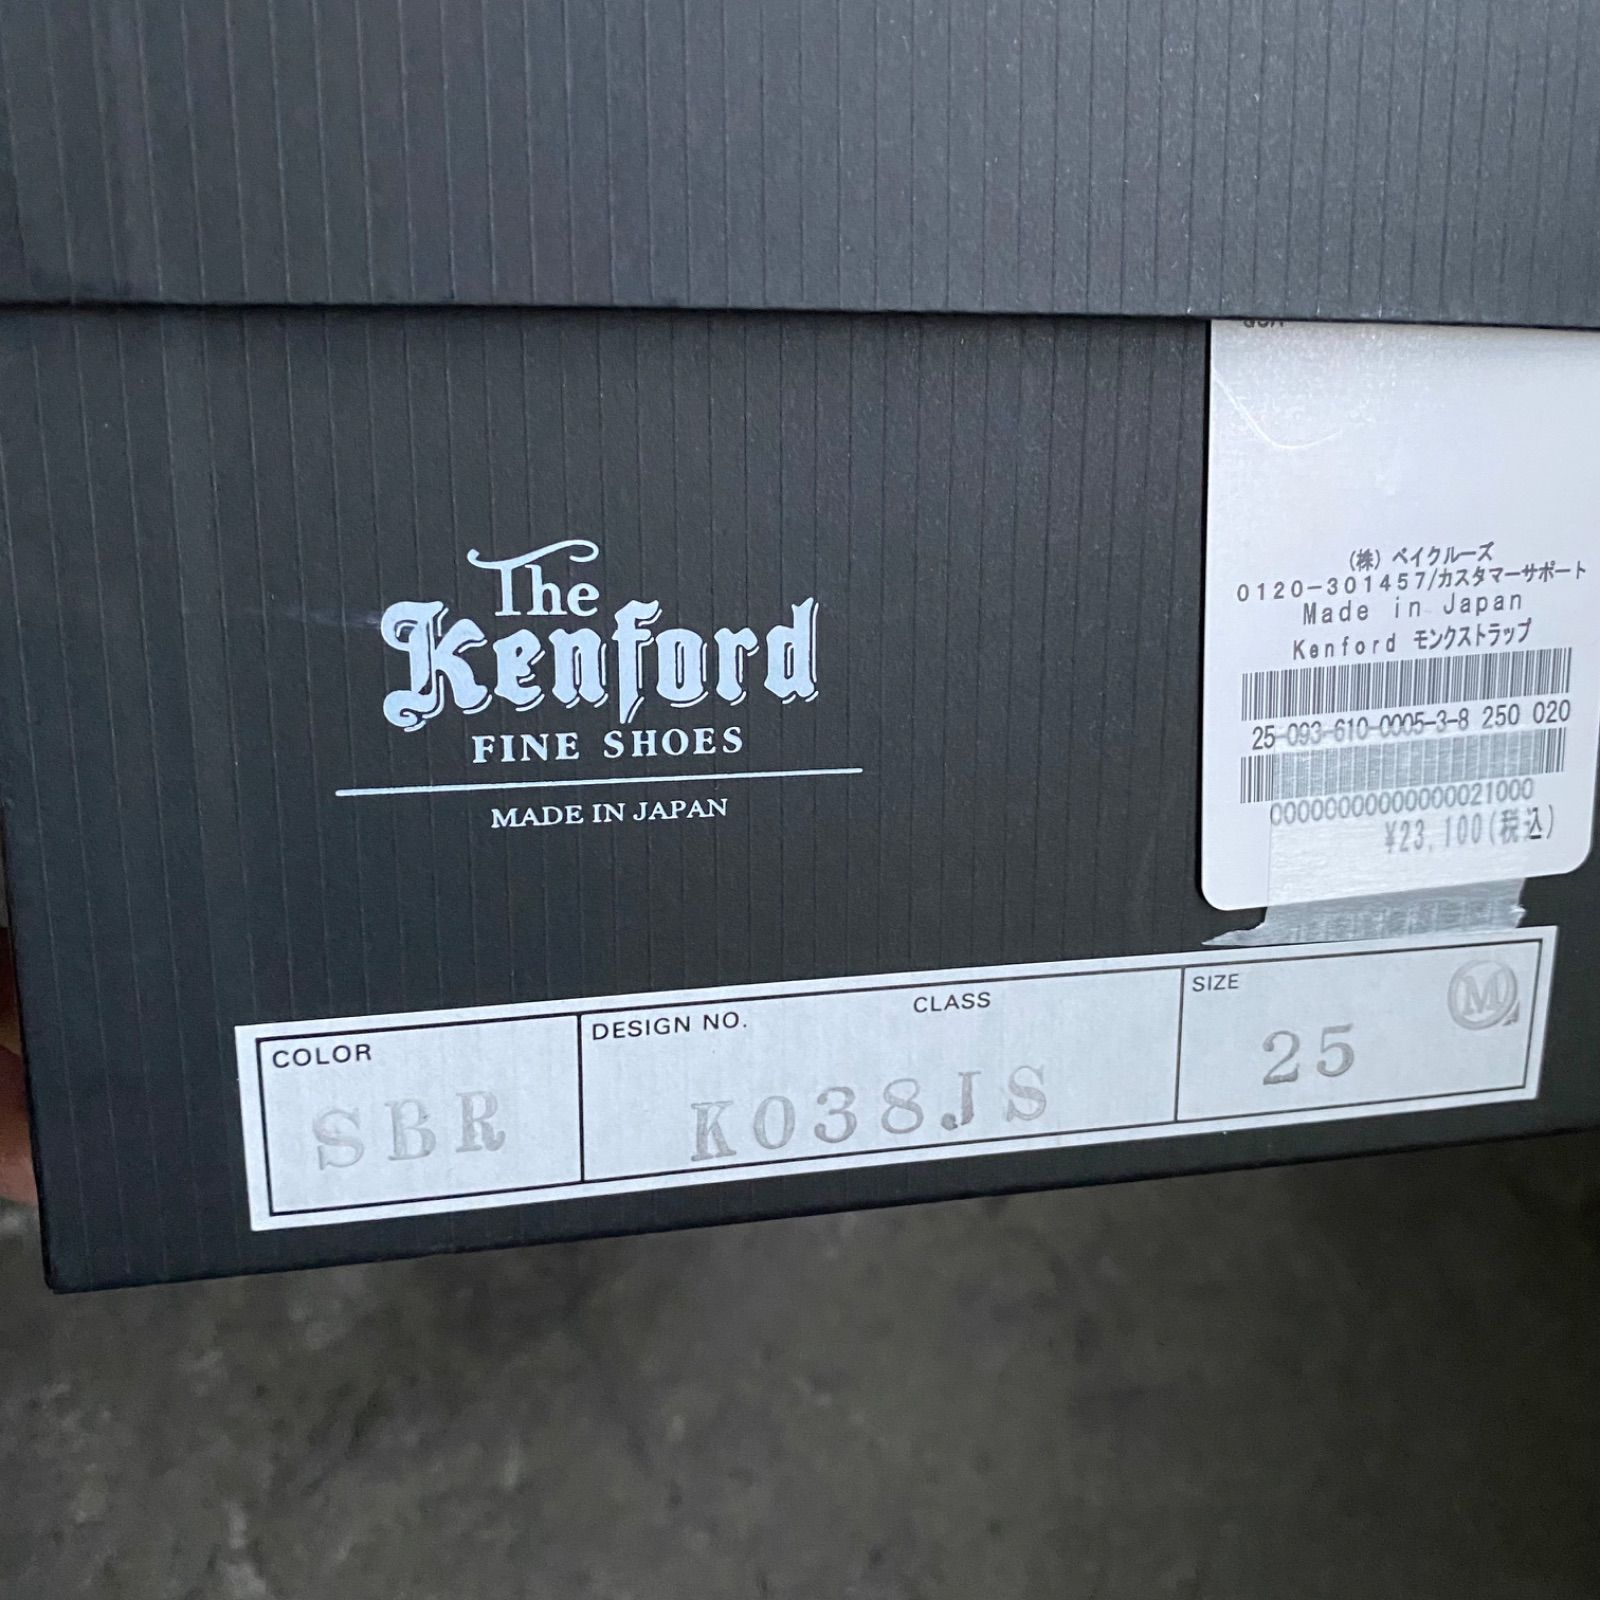 The
Kenford
FINE SHOES
MADE IN JAPAN
(株) ベイクルーズ
0120-301457/カスタマーサポート
Made in Japan
Kenford モンクストラップ
25-093-610-0005-3-8 250 020
0000000000000021000
¥23,100(税込)
COLOR
SBR
DESIGN NO.
CLASS
K038JS
SIZE
25
M